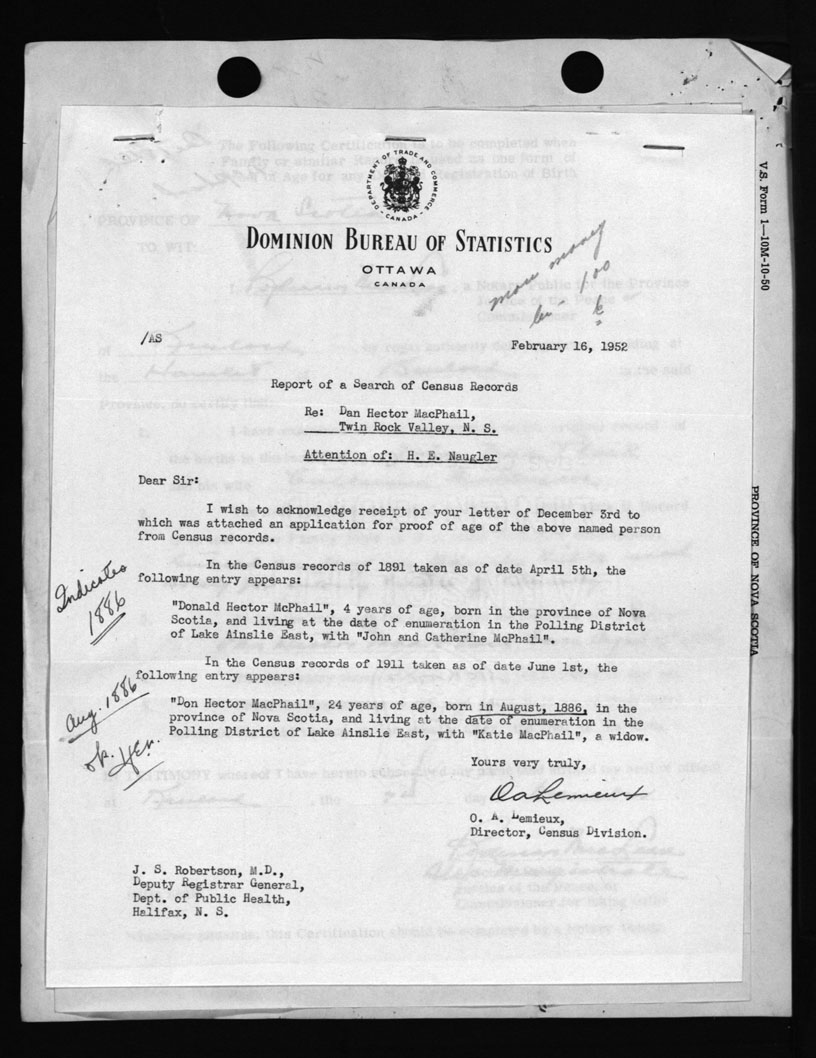 DEPARTMENT OF TRADE AND COMMERCE
- CANADA -
DOMINION BUREAU OF STATISTICS
OTTAWA
CANADA
more money
100
/AS
February 16, 1952
Report of a Search of Census Records
Re: Dan Hector MacPhail,
Twin Rock Valley, N. S.
Attention of: H. E. Naugler
Dear Sir:
I wish to acknowledge receipt of your letter of December 3rd to
which was attached an application for proof of age of the above named person
from Census records.
In the Census records of 1891 taken as of date April 5th, the
following entry appears:
Indicates
1886
"Donald Hector McPhail", 4 years of age, born in the province of Nova
Scotia, and living at the date of enumeration in the Polling District
of Lake Ainslie East, with "John and Catherine McPhail".
In the Census records of 1911 taken as of date June 1st, the
following entry appears:
Aug. 1886
ok.
"Don Hector MacPhail", 24 years of age, born in August, 1886, in the
province of Nova Scotia, and living at the date of enumeration in the
Polling District of Lake Ainslie East, with "Katie MacPhail", a widow.
Yours very truly,
OALemieux
O. A. Lemieux,
Director, Census Division.
J. S. Robertson, M.D.,
Deputy Registrar General,
Dept. of Public Health,
Halifax, N. S.
V.S. Form 1—10M-10-50
PROVINCE OF NOVA SCOTIA